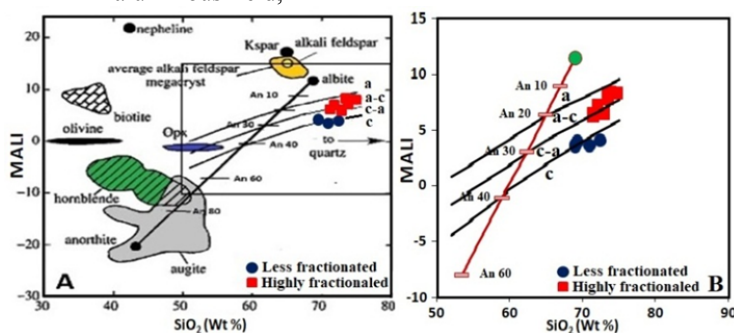 20
nepheline
Kspar
alkali feldspar
average alkali feldspar
megacryst
albite
10
An 10
a
a-c
c-a
biotite
Opx
An 30
c
olivine
An 40
to
quartz
0
MALI
An 60
-10
hornblende
An 80
anorthite
-20
augite
Less fractionated
Highly fractionaled
A
-30
30 40 50 60 70 80
SiO2 (Wt %)
B
15
10
An 10
a
An 20
a-c
5
MALI
An 30
c-a
c
0
An 40
-5
An 60
Less fractionated
Highly fractionaled
B
-10
50 60 70 80 90
SiO2 (Wt %)